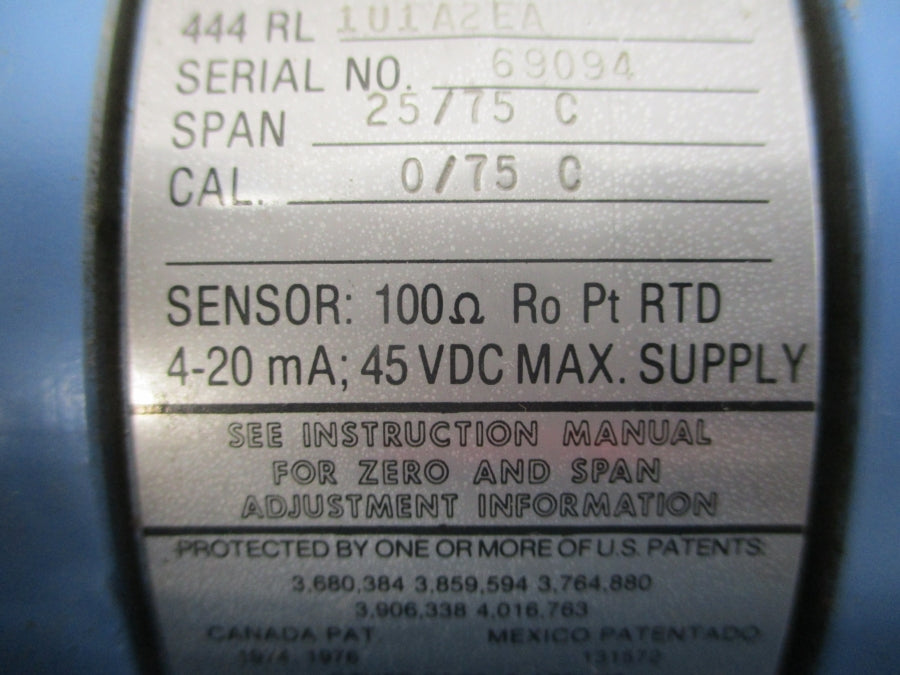 444 RL 1U1A2EA
SERIAL NO. 69094
SPAN 25/75 C
CAL. 0/75 C
SENSOR: 100Ω Ro Pt RTD
4-20 mA; 45 VDC MAX. SUPPLY
SEE INSTRUCTION MANUAL
FOR ZERO AND SPAN
ADJUSTMENT INFORMATION
PROTECTED BY ONE OR MORE OF U.S. PATENTS:
3,680,384 3,859,594 3,764,880
3,906,338 4,016,763
CANADA PAT. MEXICO PATENTADO
1974, 1976